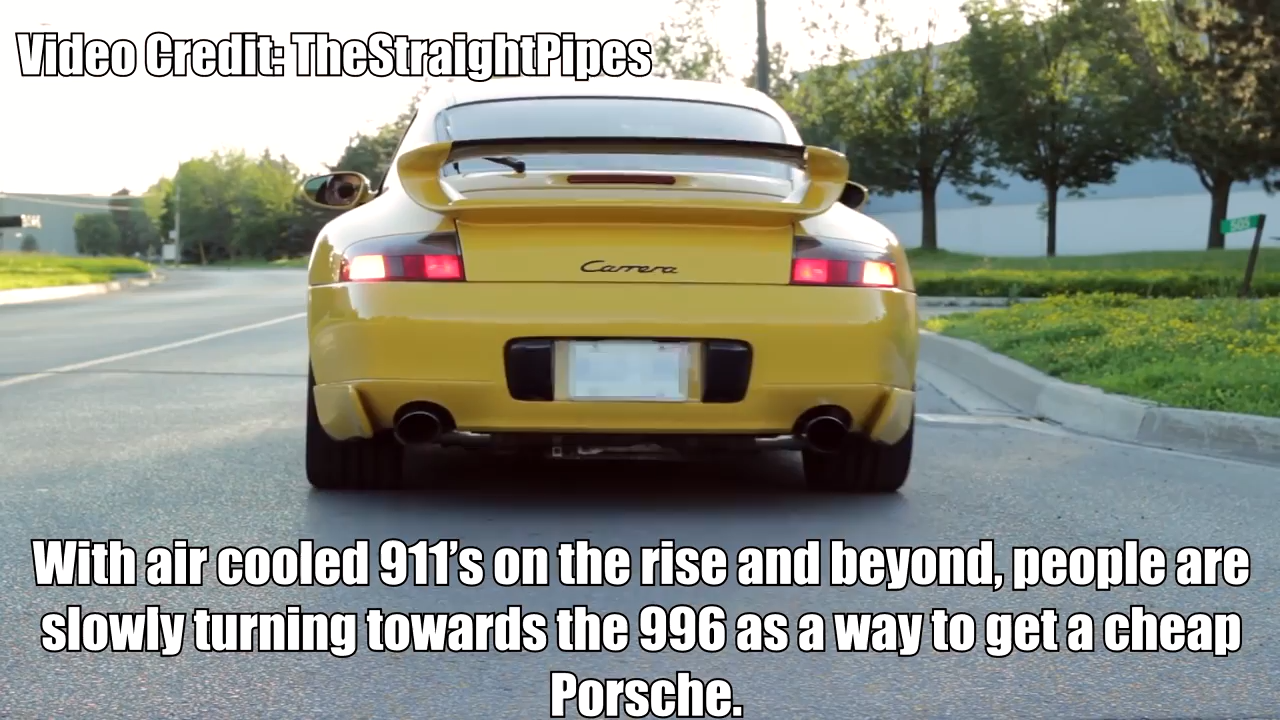 Video Credit: TheStraightPipes
Carrera
With air cooled 911’s on the rise and beyond, people are
slowly turning towards the 996 as a way to get a cheap
Porsche.